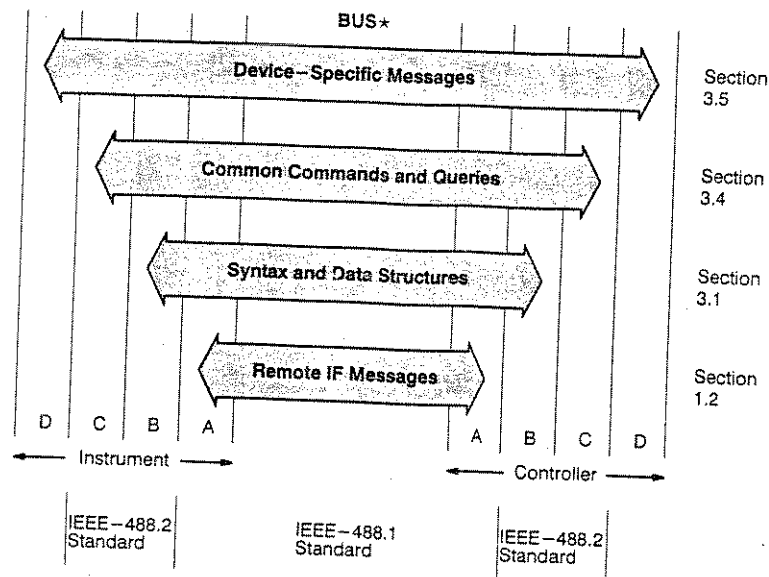 BUS*
Device-Specific Messages
Section
3.5
Common Commands and Queries
Section
3.4
Syntax and Data Structures
Section
3.1
Remote IF Messages
Section
1.2
D C B A A B C D
Instrument Controller
IEEE-488.2
Standard
IEEE-488.1
Standard
IEEE-488.2
Standard